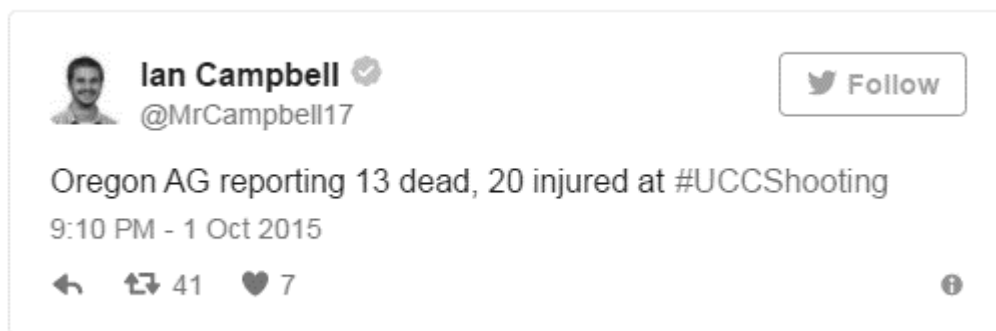 Ian Campbell
@MrCampbell17
Follow
Oregon AG reporting 13 dead, 20 injured at #UCCShooting
9:10 PM - 1 Oct 2015
41 7